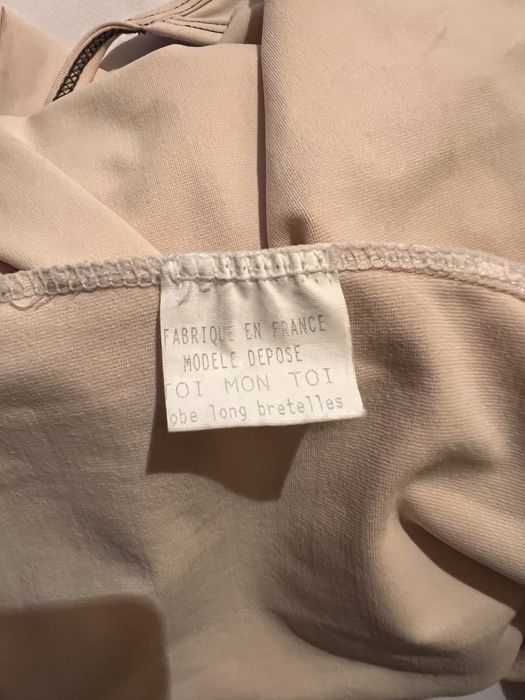 FABRIQUE EN FRANCE
MODELE DEPOSE
TOI MON TOI
obe long bretelles